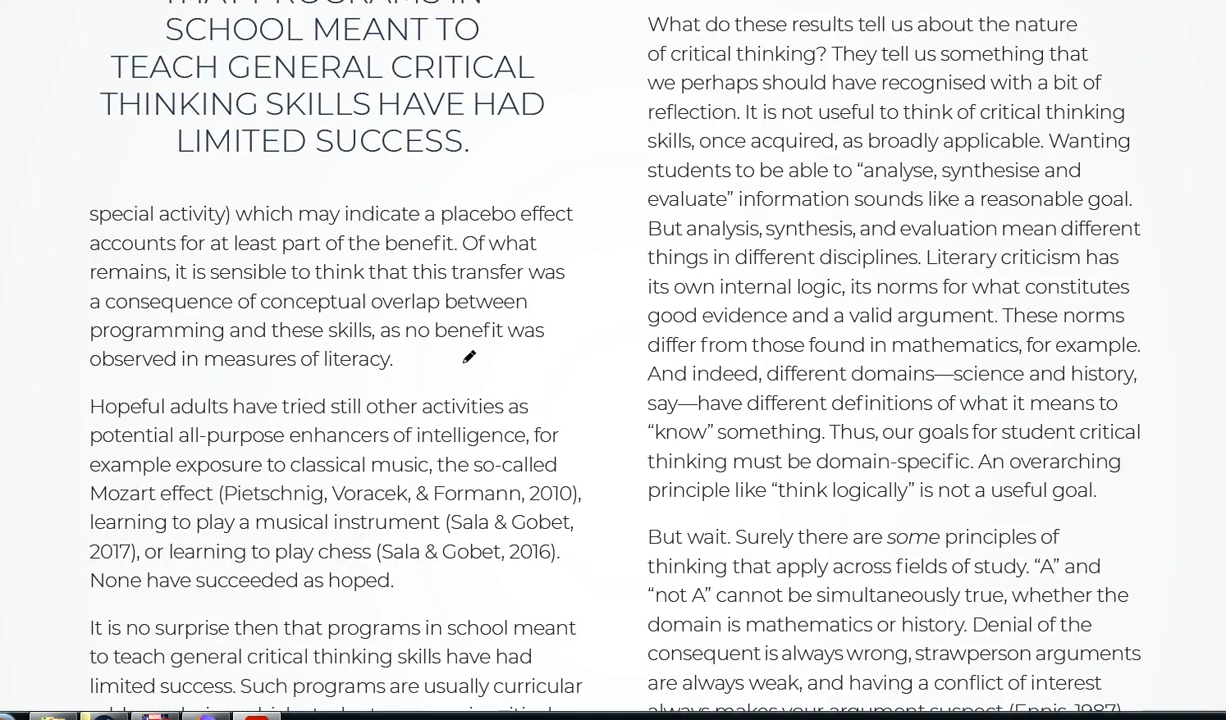 THAT PROGRAMS IN
SCHOOL MEANT TO
TEACH GENERAL CRITICAL
THINKING SKILLS HAVE HAD
LIMITED SUCCESS.
special activity) which may indicate a placebo effect
accounts for at least part of the benefit. Of what
remains, it is sensible to think that this transfer was
a consequence of conceptual overlap between
programming and these skills, as no benefit was
observed in measures of literacy.
Hopeful adults have tried still other activities as
potential all-purpose enhancers of intelligence, for
example exposure to classical music, the so-called
Mozart effect (Pietschnig, Voracek, & Formann, 2010),
learning to play a musical instrument (Sala & Gobet,
2017), or learning to play chess (Sala & Gobet, 2016).
None have succeeded as hoped.
It is no surprise then that programs in school meant
to teach general critical thinking skills have had
limited success. Such programs are usually curricular
What do these results tell us about the nature
of critical thinking? They tell us something that
we perhaps should have recognised with a bit of
reflection. It is not useful to think of critical thinking
skills, once acquired, as broadly applicable. Wanting
students to be able to “analyse, synthesise and
evaluate” information sounds like a reasonable goal.
But analysis, synthesis, and evaluation mean different
things in different disciplines. Literary criticism has
its own internal logic, its norms for what constitutes
good evidence and a valid argument. These norms
differ from those found in mathematics, for example.
And indeed, different domains—science and history,
say—have different definitions of what it means to
“know” something. Thus, our goals for student critical
thinking must be domain-specific. An overarching
principle like “think logically” is not a useful goal.
But wait. Surely there are some principles of
thinking that apply across fields of study. “A” and
“not A” cannot be simultaneously true, whether the
domain is mathematics or history. Denial of the
consequent is always wrong, strawperson arguments
are always weak, and having a conflict of interest
always makes your argument suspect (Ennis, 1987).